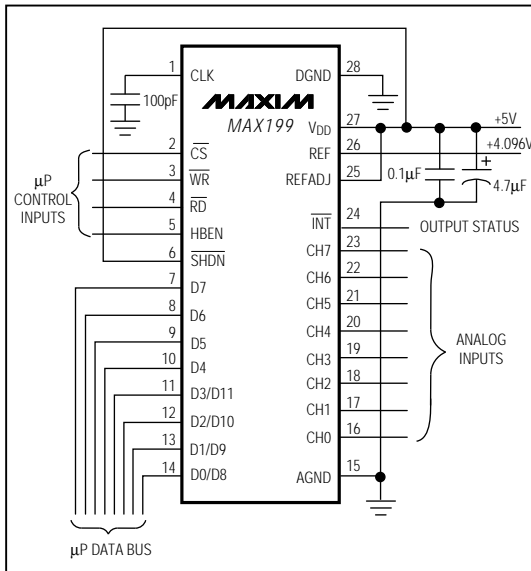 1 CLK
100pF
MAXIM
MAX199
DGND 28
VDD 27
+5V
REF 26
+4.096V
REFADJ 25
0.1µF
+
4.7µF
µP
CONTROL
INPUTS
2 CS
3 WR
4 RD
5 HBEN
6 SHDN
7 D7
8 D6
9 D5
10 D4
11 D3/D11
12 D2/D10
13 D1/D9
14 D0/D8
INT 24
OUTPUT STATUS
CH7 23
CH6 22
CH5 21
CH4 20
CH3 19
CH2 18
CH1 17
CH0 16
ANALOG
INPUTS
AGND 15
µP DATA BUS